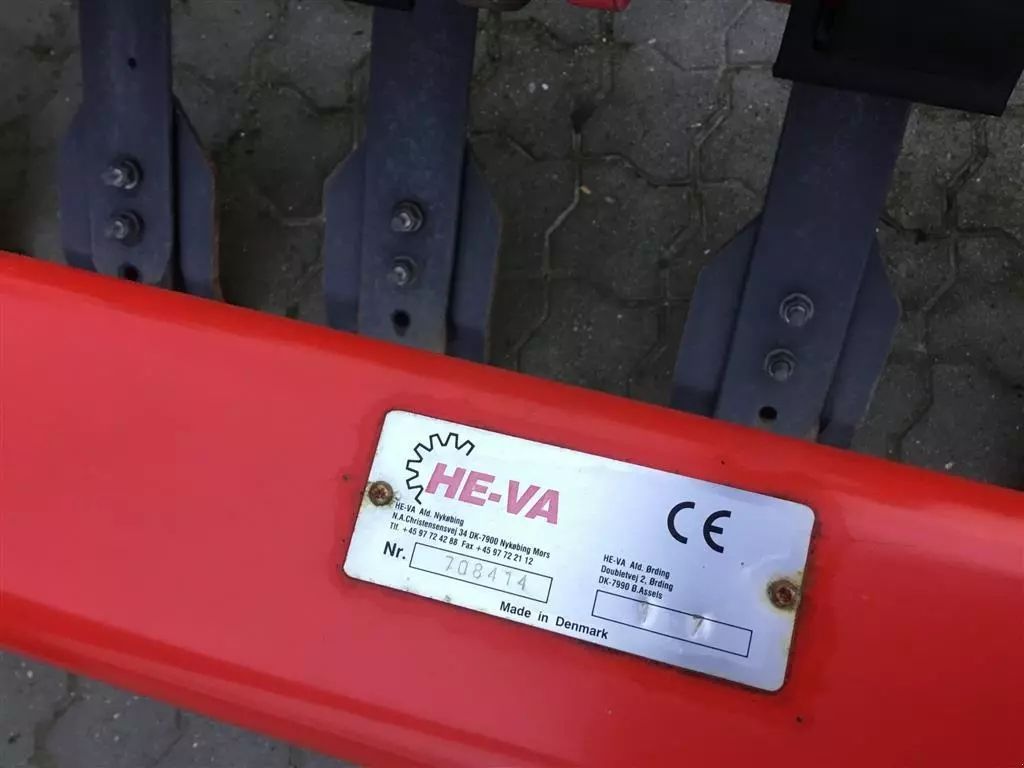 HE-VA
CE
HE-VA Afd. Nykøbing
N.A.Christensensvej 34 DK-7900 Nykøbing Mors
Tlf. +45 97 72 42 88 Fax +45 97 72 21 12
Nr. 708414
HE-VA Afd. Ørding
Doubletvej 2, Ørding
DK-7990 B.Assels
Made in Denmark